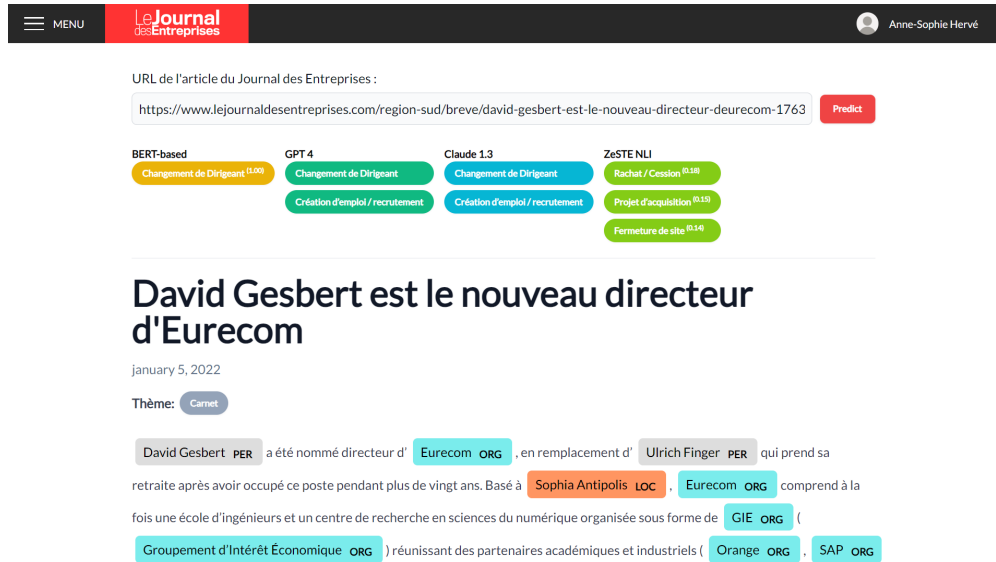 MENU
Le Journal
des Entreprises
Anne-Sophie Hervé
URL de l'article du Journal des Entreprises :
https://www.lejournaldesentreprises.com/region-sud/breve/david-gesbert-est-le-nouveau-directeur-deurecom-1763
Predict
BERT-based
Changement de Dirigeant (1.00)
GPT 4
Changement de Dirigeant
Création d'emploi / recrutement
Claude 1.3
Changement de Dirigeant
Création d'emploi / recrutement
ZeSTE NLI
Rachat / Cession (0.18)
Projet d'acquisition (0.15)
Fermeture de site (0.14)
David Gesbert est le nouveau directeur
d'Eurecom
january 5, 2022
Thème: Carnet
David Gesbert PER a été nommé directeur d' Eurecom ORG , en remplacement d' Ulrich Finger PER qui prend sa
retraite après avoir occupé ce poste pendant plus de vingt ans. Basé à Sophia Antipolis LOC , Eurecom ORG comprend à la
fois une école d'ingénieurs et un centre de recherche en sciences du numérique organisée sous forme de GIE ORG (
Groupement d'Intérêt Économique ORG ) réunissant des partenaires académiques et industriels ( Orange ORG , SAP ORG